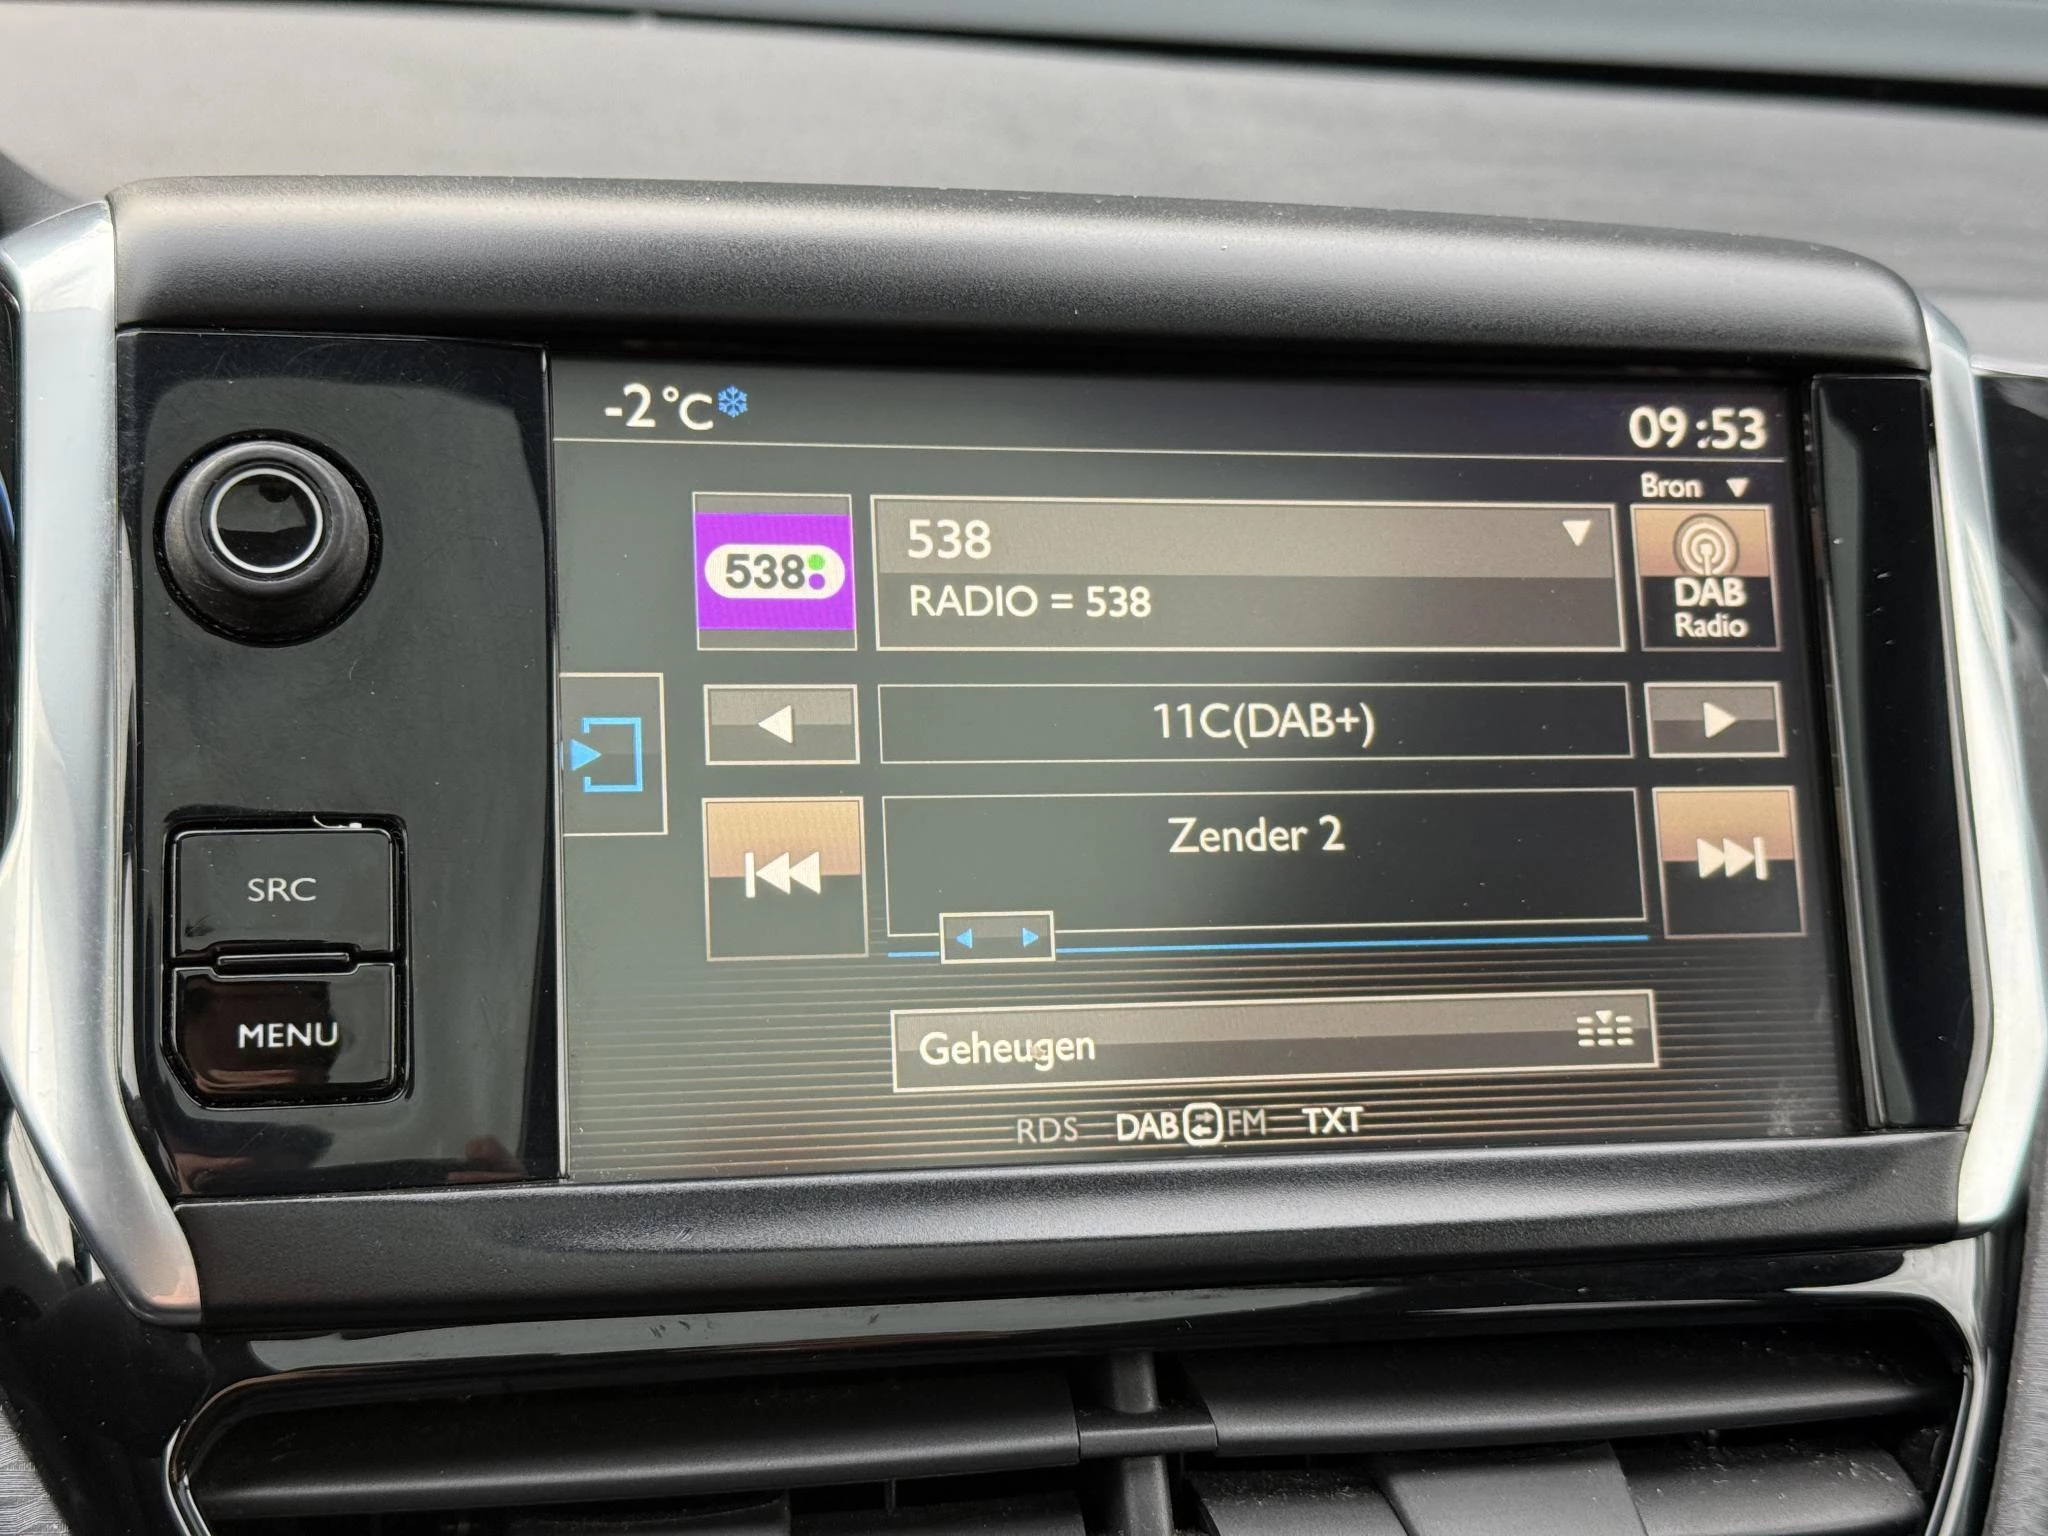 -2°C
09:53
Bron
538
538
RADIO = 538
DAB
Radio
11C(DAB+)
Zender 2
SRC
MENU
Geheugen
RDS DAB FM TXT